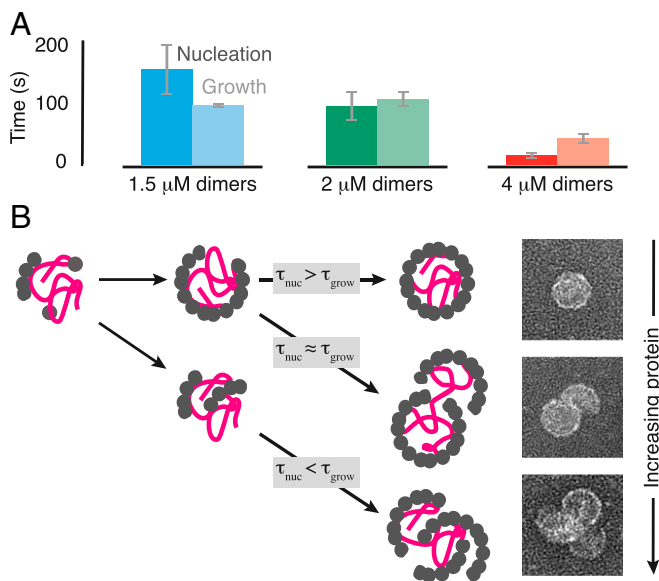 A
200
100
0
Time (s)
Nucleation
Growth
1.5 μM dimers
2 μM dimers
4 μM dimers
B
τnuc > τgrow
τnuc ≈ τgrow
τnuc < τgrow
Increasing protein